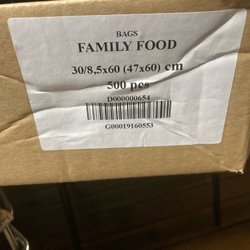 BAGS
FAMILY FOOD
30/8,5x60 (47x60) cm
500 pcs
D000000654
G00019160553